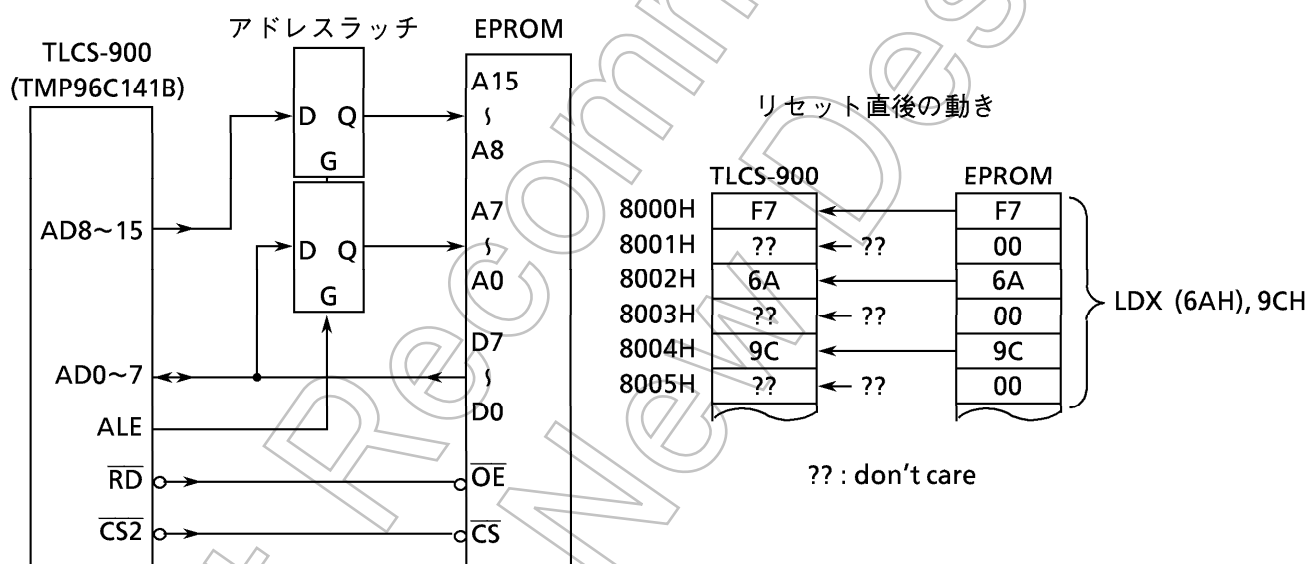 アドレスラッチ
EPROM
TLCS-900
(TMP96C141B)
A15
D Q
~
A8
G
AD8~15
A7
D Q
~
A0
G
D7
AD0~7
~
D0
ALE
RD
OE
CS2
CS
リセット直後の動き
TLCS-900 EPROM
8000H F7 F7
8001H ?? ?? 00
8002H 6A 6A
8003H ?? ?? 00
8004H 9C 9C
8005H ?? ?? 00
LDX (6AH), 9CH
?? : don't care